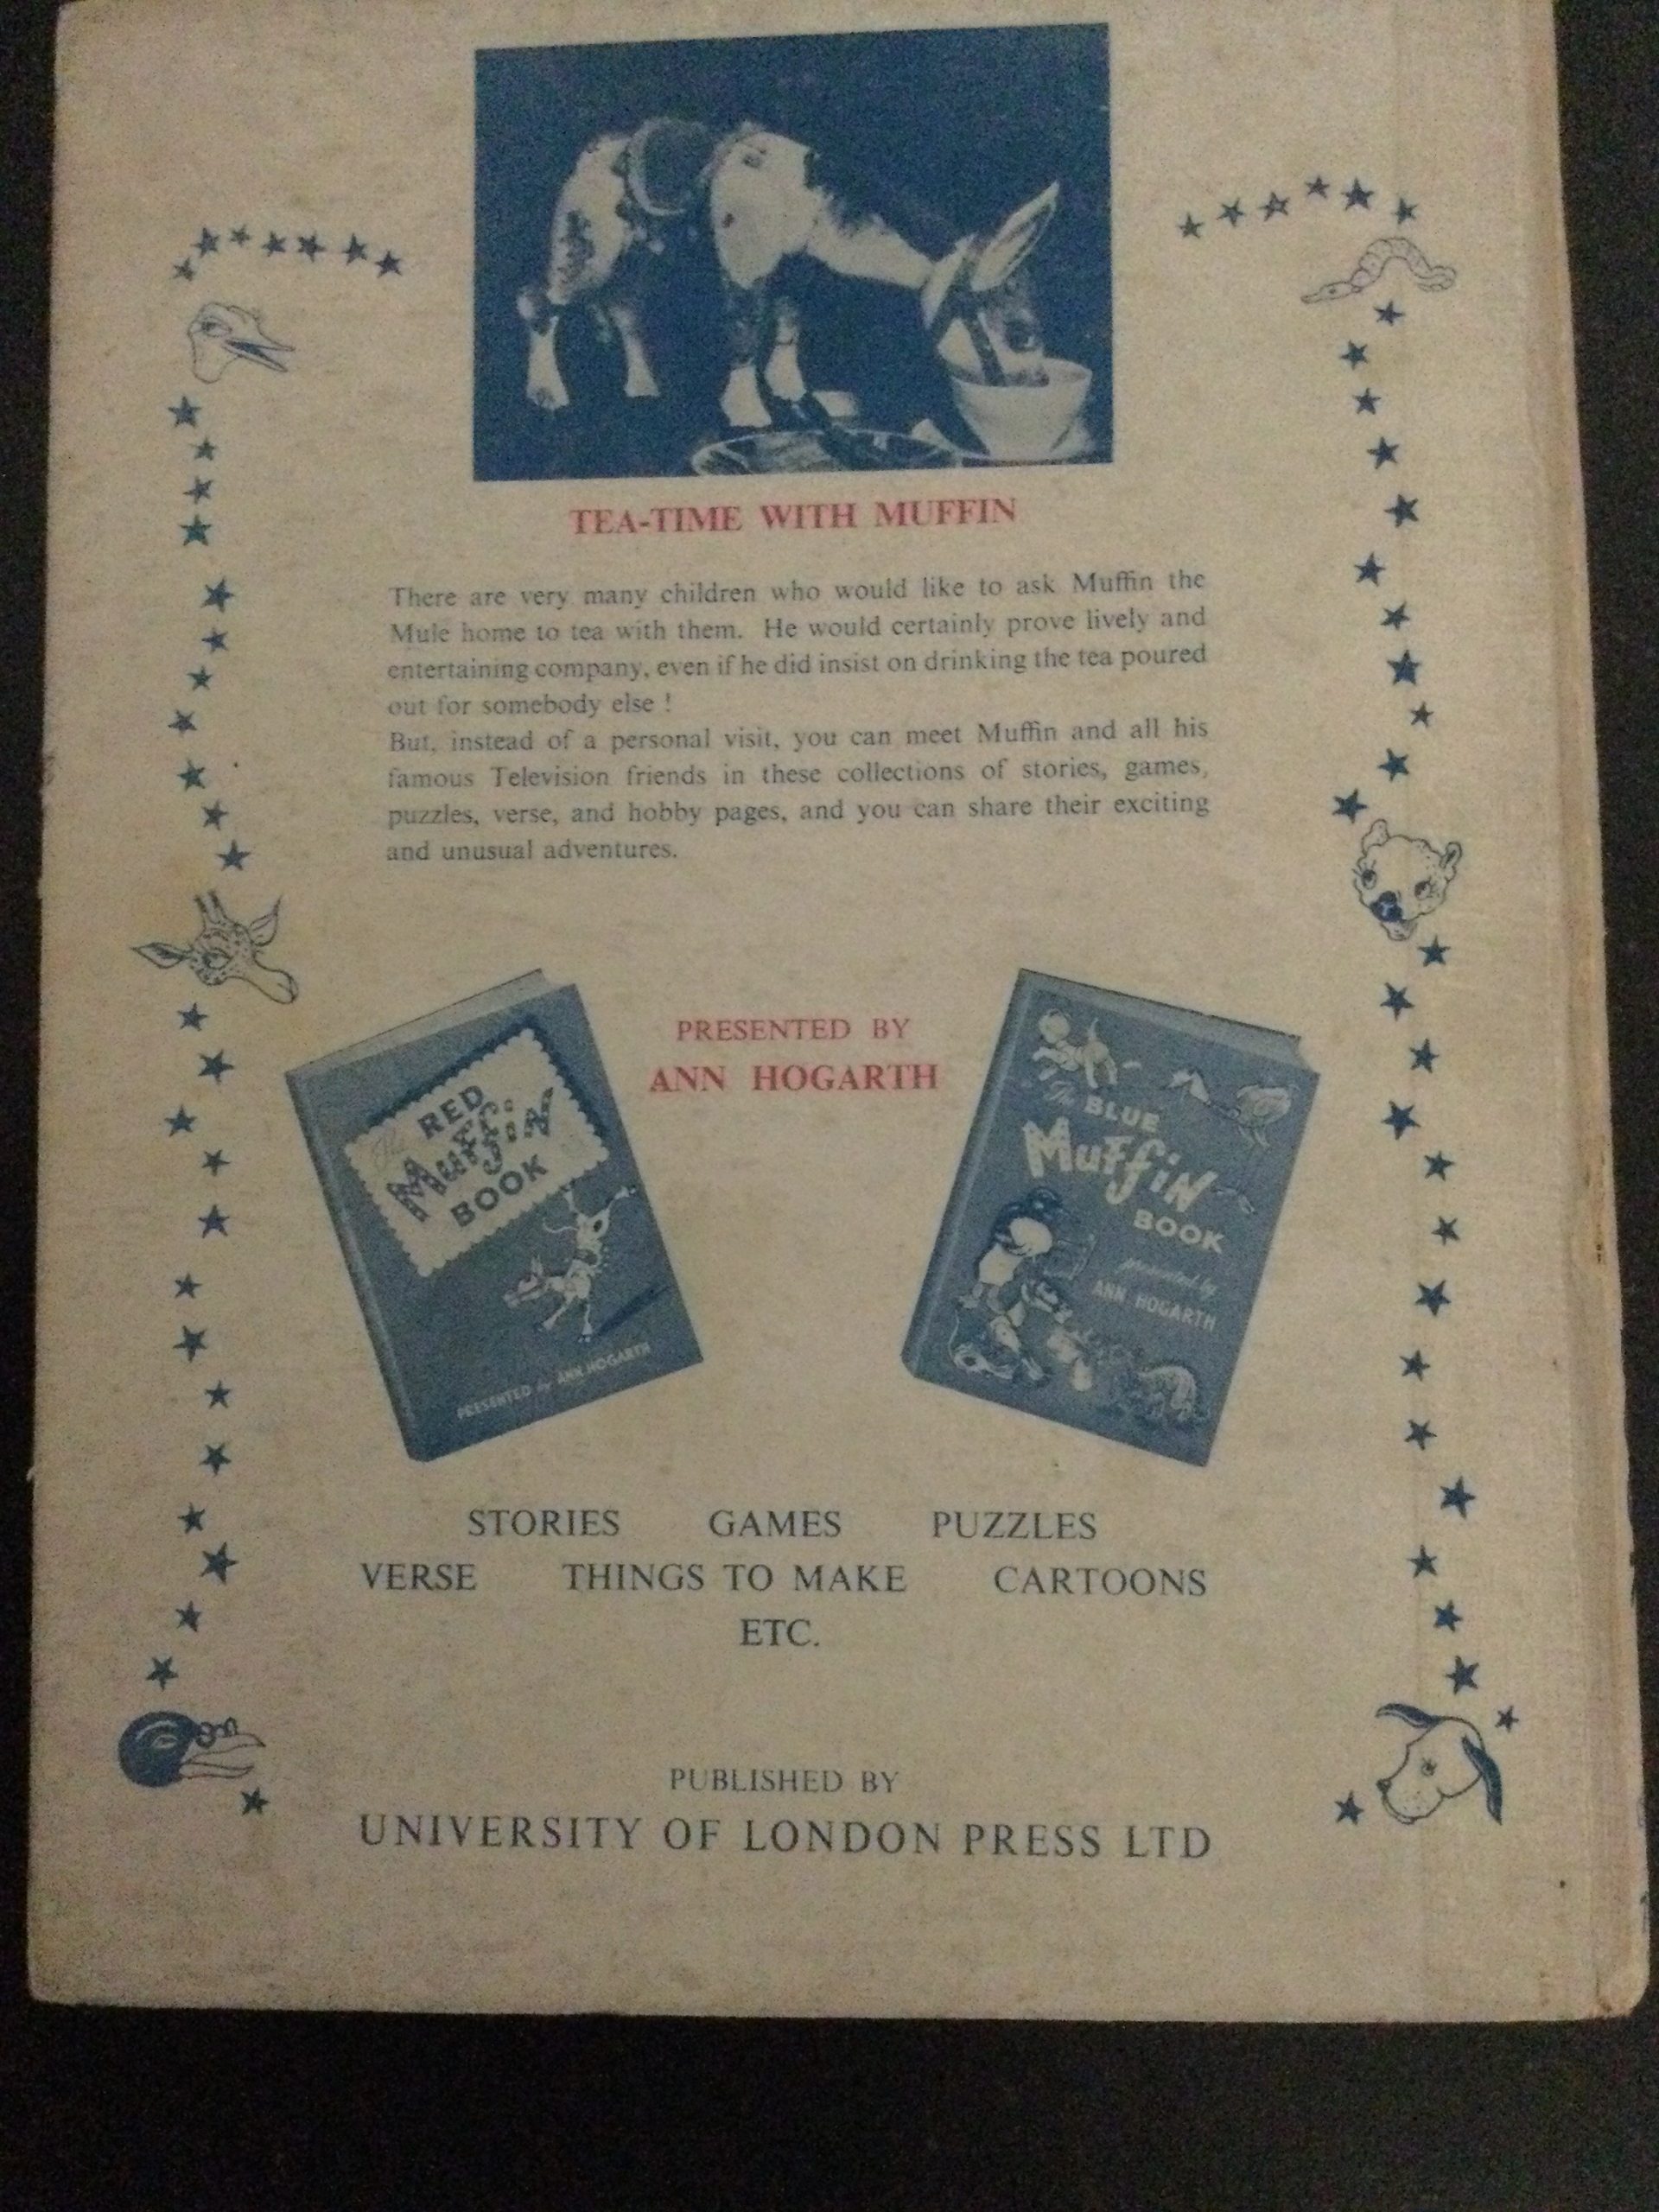 TEA-TIME WITH MUFFIN
There are very many children who would like to ask Muffin the
Mule home to tea with them. He would certainly prove lively and
entertaining company, even if he did insist on drinking the tea poured
out for somebody else !
But, instead of a personal visit, you can meet Muffin and all his
famous Television friends in these collections of stories, games,
puzzles, verse, and hobby pages, and you can share their exciting
and unusual adventures.
PRESENTED BY
ANN HOGARTH
The RED
Muffin
BOOK
PRESENTED by ANN HOGARTH
The BLUE
Muffin
BOOK
presented by
ANN HOGARTH
STORIES GAMES PUZZLES
VERSE THINGS TO MAKE CARTOONS
ETC.
PUBLISHED BY
UNIVERSITY OF LONDON PRESS LTD